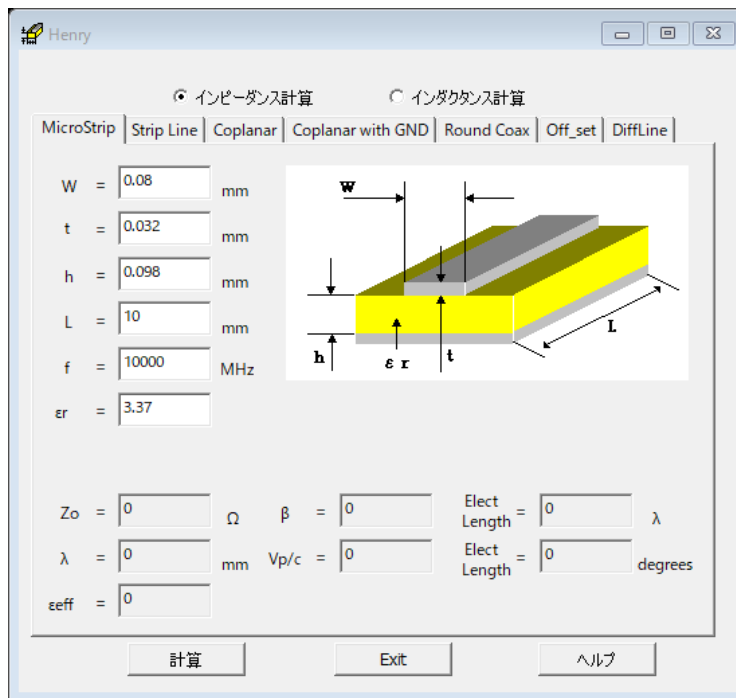 Henry
インピーダンス計算 インダクタンス計算
MicroStrip Strip Line Coplanar Coplanar with GND Round Coax Off_set DiffLine
W = 0.08 mm
t = 0.032 mm
h = 0.098 mm
L = 10 mm
f = 10000 MHz
εr = 3.37
W
h
ε r
t
L
Zo = 0 Ω β = 0 Elect Length = 0 λ
λ = 0 mm Vp/c = 0 Elect Length = 0 degrees
εeff = 0
計算 Exit ヘルプ